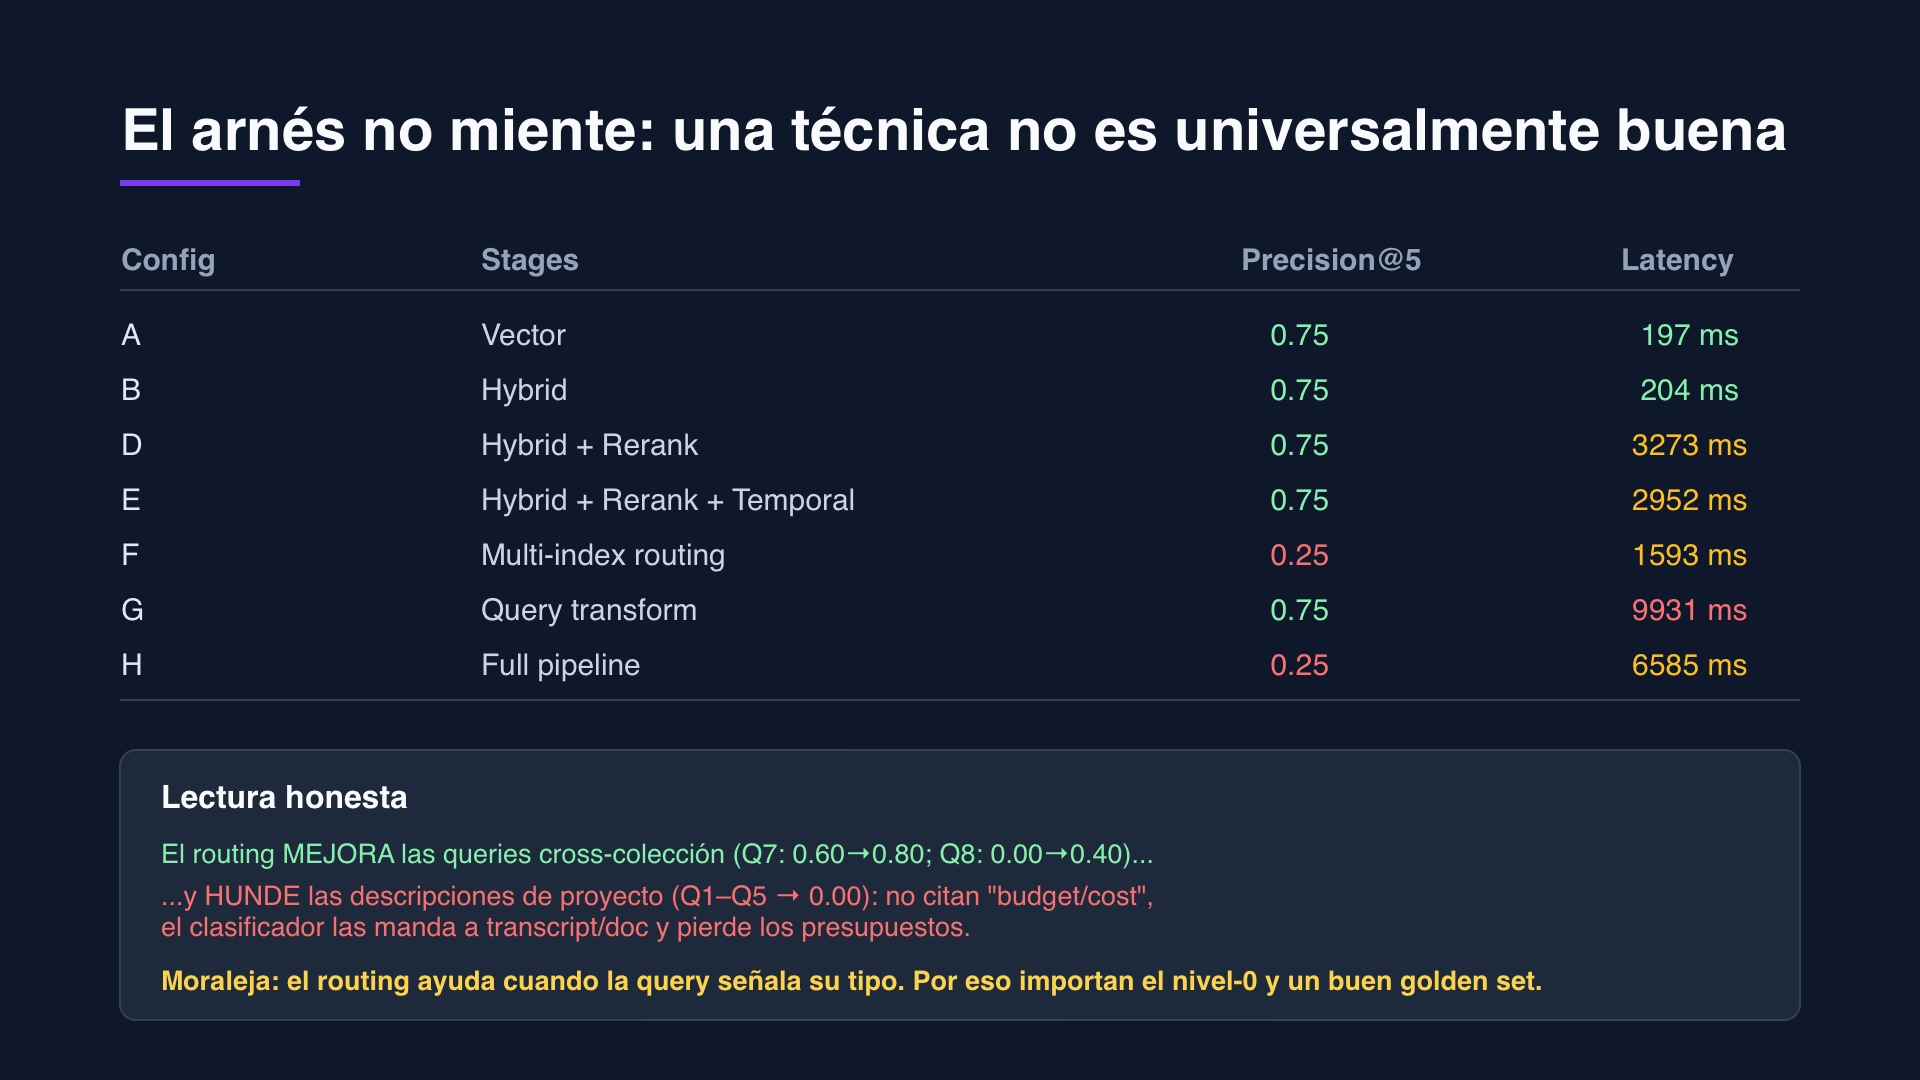 El arnés no miente: una técnica no es universalmente buena
Config Stages Precision@5 Latency
A Vector 0.75 197 ms
B Hybrid 0.75 204 ms
D Hybrid + Rerank 0.75 3273 ms
E Hybrid + Rerank + Temporal 0.75 2952 ms
F Multi-index routing 0.25 1593 ms
G Query transform 0.75 9931 ms
H Full pipeline 0.25 6585 ms
Lectura honesta
El routing MEJORA las queries cross-colección (Q7: 0.60→0.80; Q8: 0.00→0.40)...
...y HUNDE las descripciones de proyecto (Q1–Q5 → 0.00): no citan "budget/cost",
el clasificador las manda a transcript/doc y pierde los presupuestos.
Moraleja: el routing ayuda cuando la query señala su tipo. Por eso importan el nivel-0 y un buen golden set.